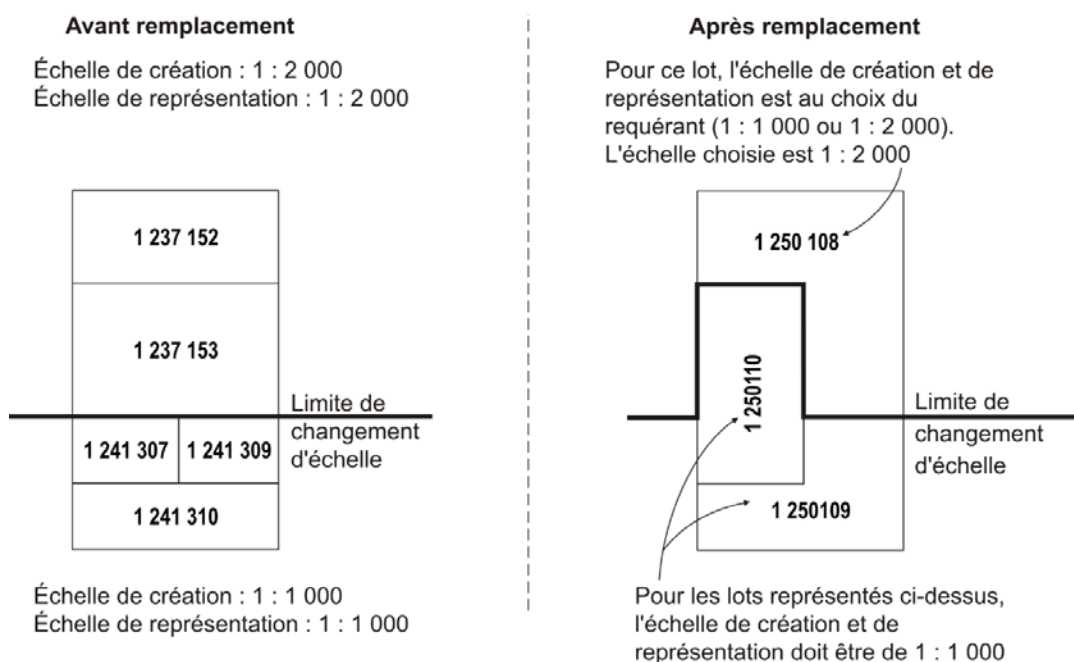 Avant remplacement
Échelle de création : 1 : 2 000
Échelle de représentation : 1 : 2 000
1 237 152
1 237 153
Limite de
changement
d'échelle
1 241 307
1 241 309
1 241 310
Échelle de création : 1 : 1 000
Échelle de représentation : 1 : 1 000
Après remplacement
Pour ce lot, l'échelle de création et de
représentation est au choix du
requérant (1 : 1 000 ou 1 : 2 000).
L'échelle choisie est 1 : 2 000
1 250 108
1 250110
Limite de
changement
d'échelle
1 250109
Pour les lots représentés ci-dessus,
l'échelle de création et de
représentation doit être de 1 : 1 000